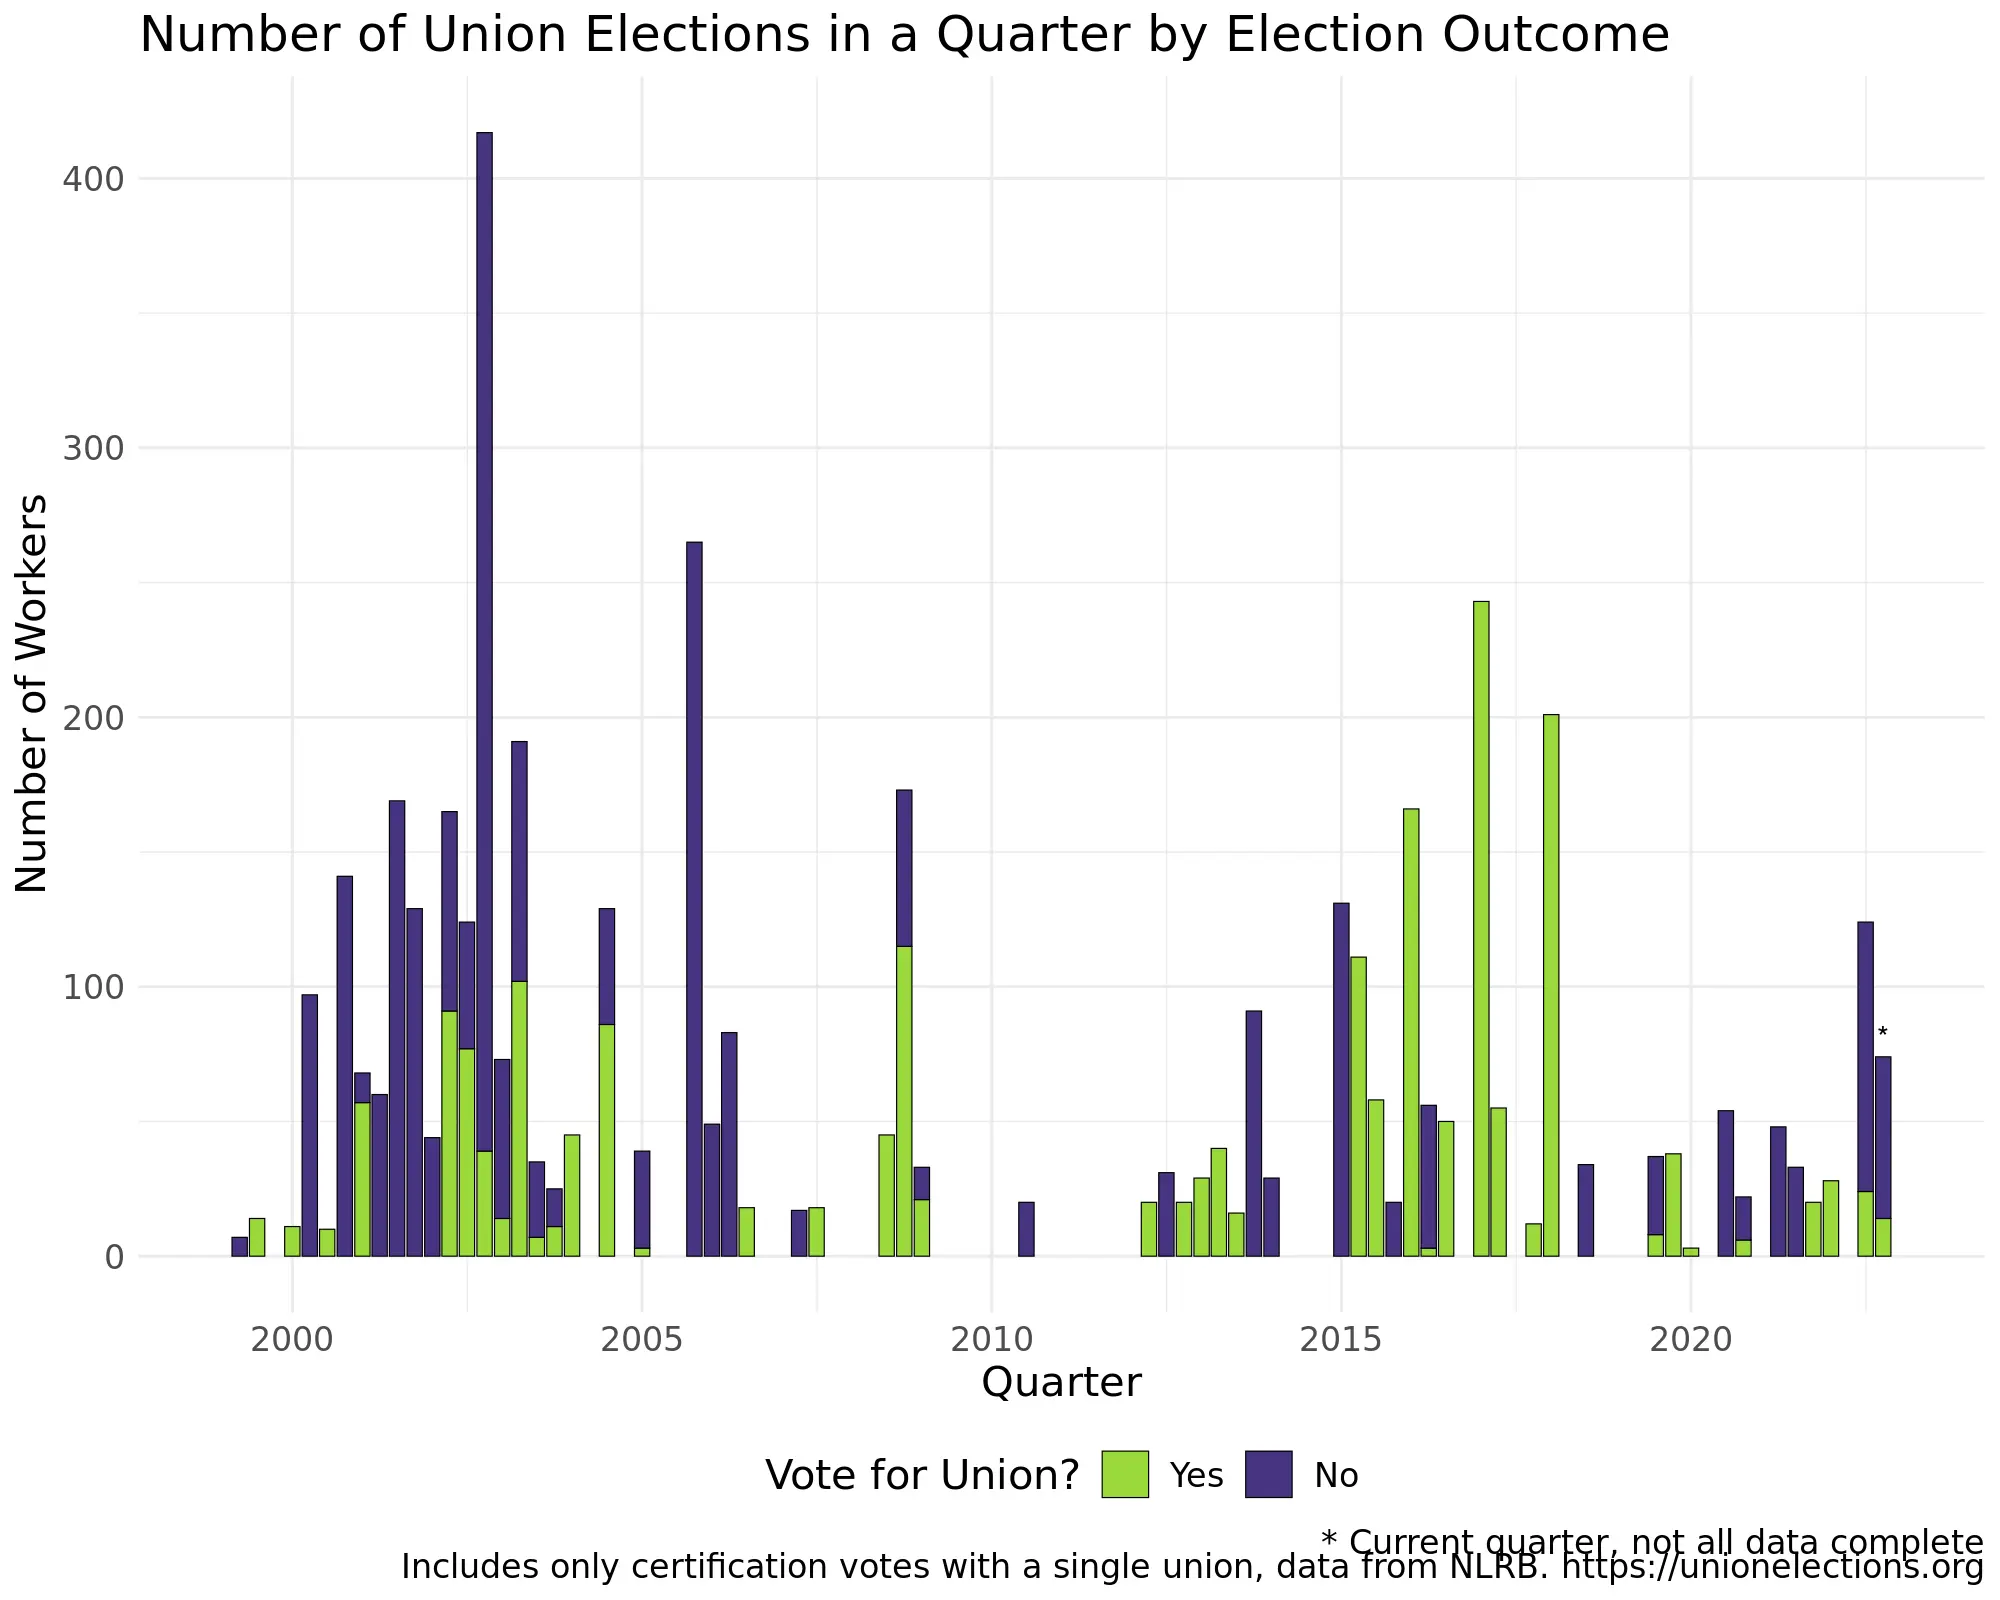 Number of Union Elections in a Quarter by Election Outcome
Number of Workers
400
300
200
100
0
*
2000 2005 2010 2015 2020
Quarter
Vote for Union? Yes No
* Current quarter, not all data complete
Includes only certification votes with a single union, data from NLRB. https://unionelections.org